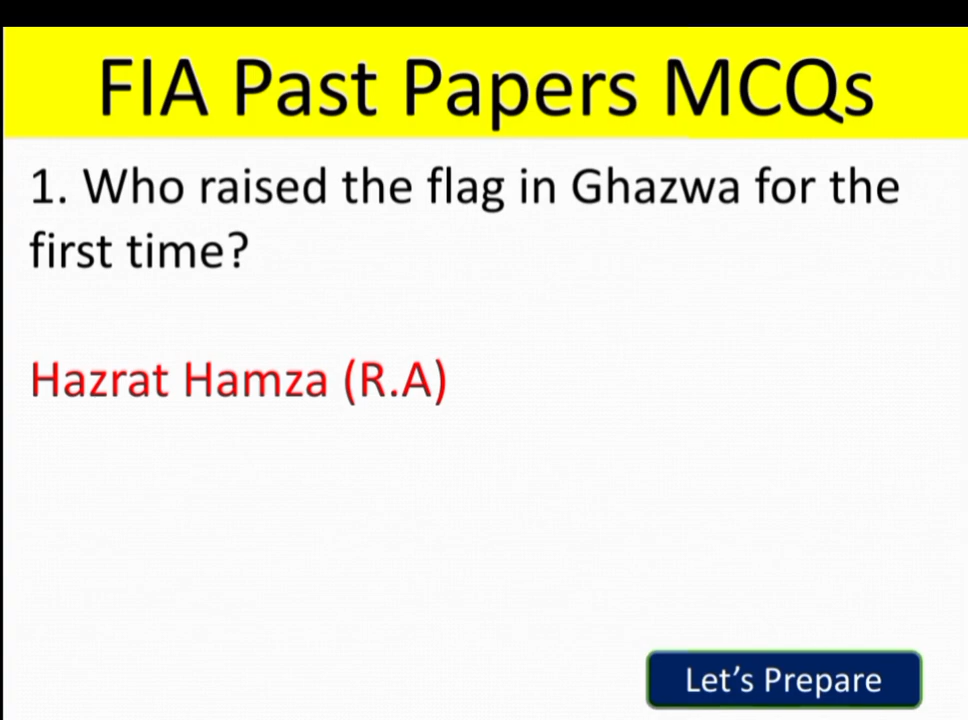 FIA Past Papers MCQs
1. Who raised the flag in Ghazwa for the
first time?
Hazrat Hamza (R.A)
Let's Prepare